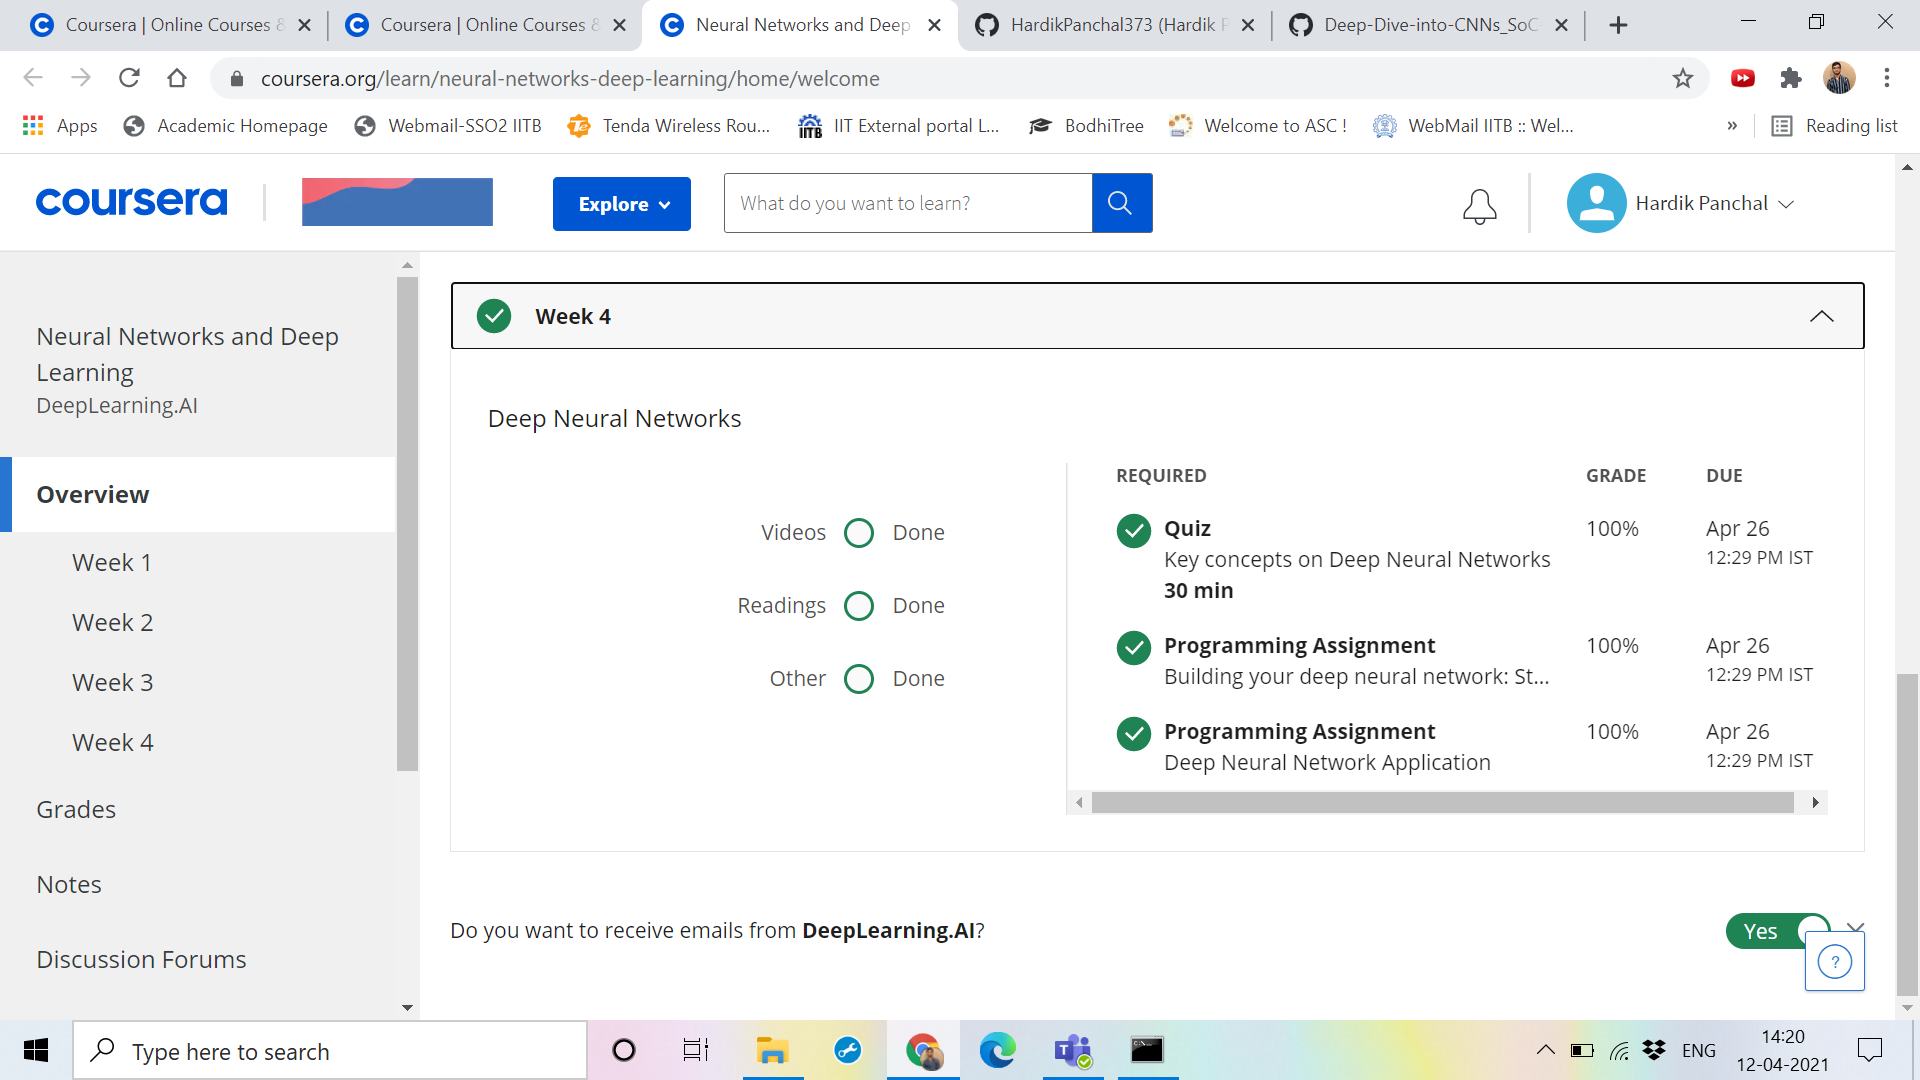 Coursera | Online Courses &
Coursera | Online Courses &
Neural Networks and Deep
HardikPanchal373 (Hardik P
Deep-Dive-into-CNNs_SoC
coursera.org/learn/neural-networks-deep-learning/home/welcome
Apps
Academic Homepage
Webmail-SSO2 IITB
Tenda Wireless Rou...
IITB
IIT External portal L...
BodhiTree
Welcome to ASC !
WebMail IITB :: Wel...
»
Reading list
coursera
Explore
What do you want to learn?
Hardik Panchal
Neural Networks and Deep
Learning
DeepLearning.AI
Overview
Week 1
Week 2
Week 3
Week 4
Grades
Notes
Discussion Forums
Week 4
Deep Neural Networks
Videos Done
Readings Done
Other Done
REQUIRED GRADE DUE
Quiz 100% Apr 26
Key concepts on Deep Neural Networks 12:29 PM IST
30 min
Programming Assignment 100% Apr 26
Building your deep neural network: St... 12:29 PM IST
Programming Assignment 100% Apr 26
Deep Neural Network Application 12:29 PM IST
Do you want to receive emails from DeepLearning.AI?
Yes
?
Type here to search
ENG
14:20
12-04-2021